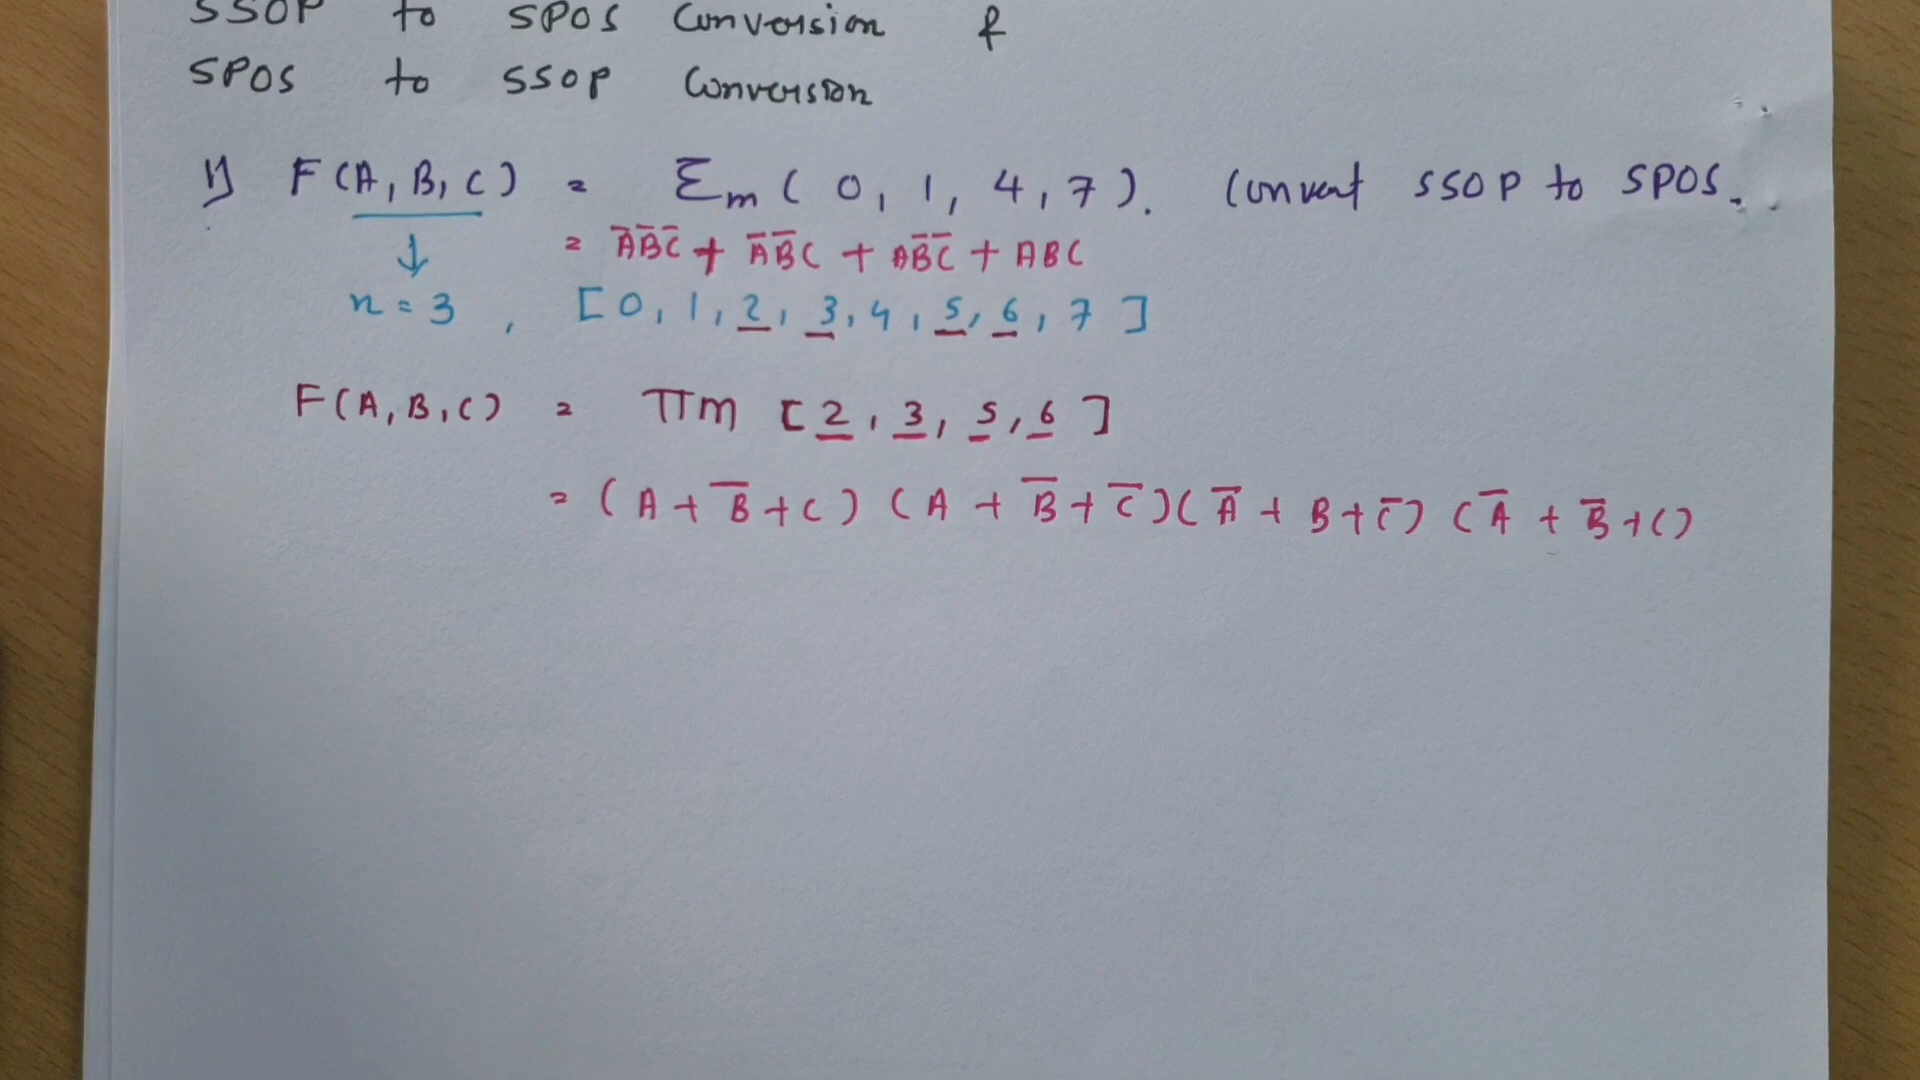 SSOP to SPOS Conversion &
SPOS to SSOP Conversion
1) F(A, B, C) = Σm ( 0, 1, 4, 7 ). Convert SSOP to SPOS.
= A̅B̅C̅ + A̅B̅C + AB̅C̅ + ABC
↓
n = 3 , [ 0, 1, 2, 3, 4, 5, 6, 7 ]
F(A, B, C) = ΠM [ 2, 3, 5, 6 ]
= (A + B̅ + C) (A + B̅ + C̅) (A̅ + B + C̅) (A̅ + B̅ + C)